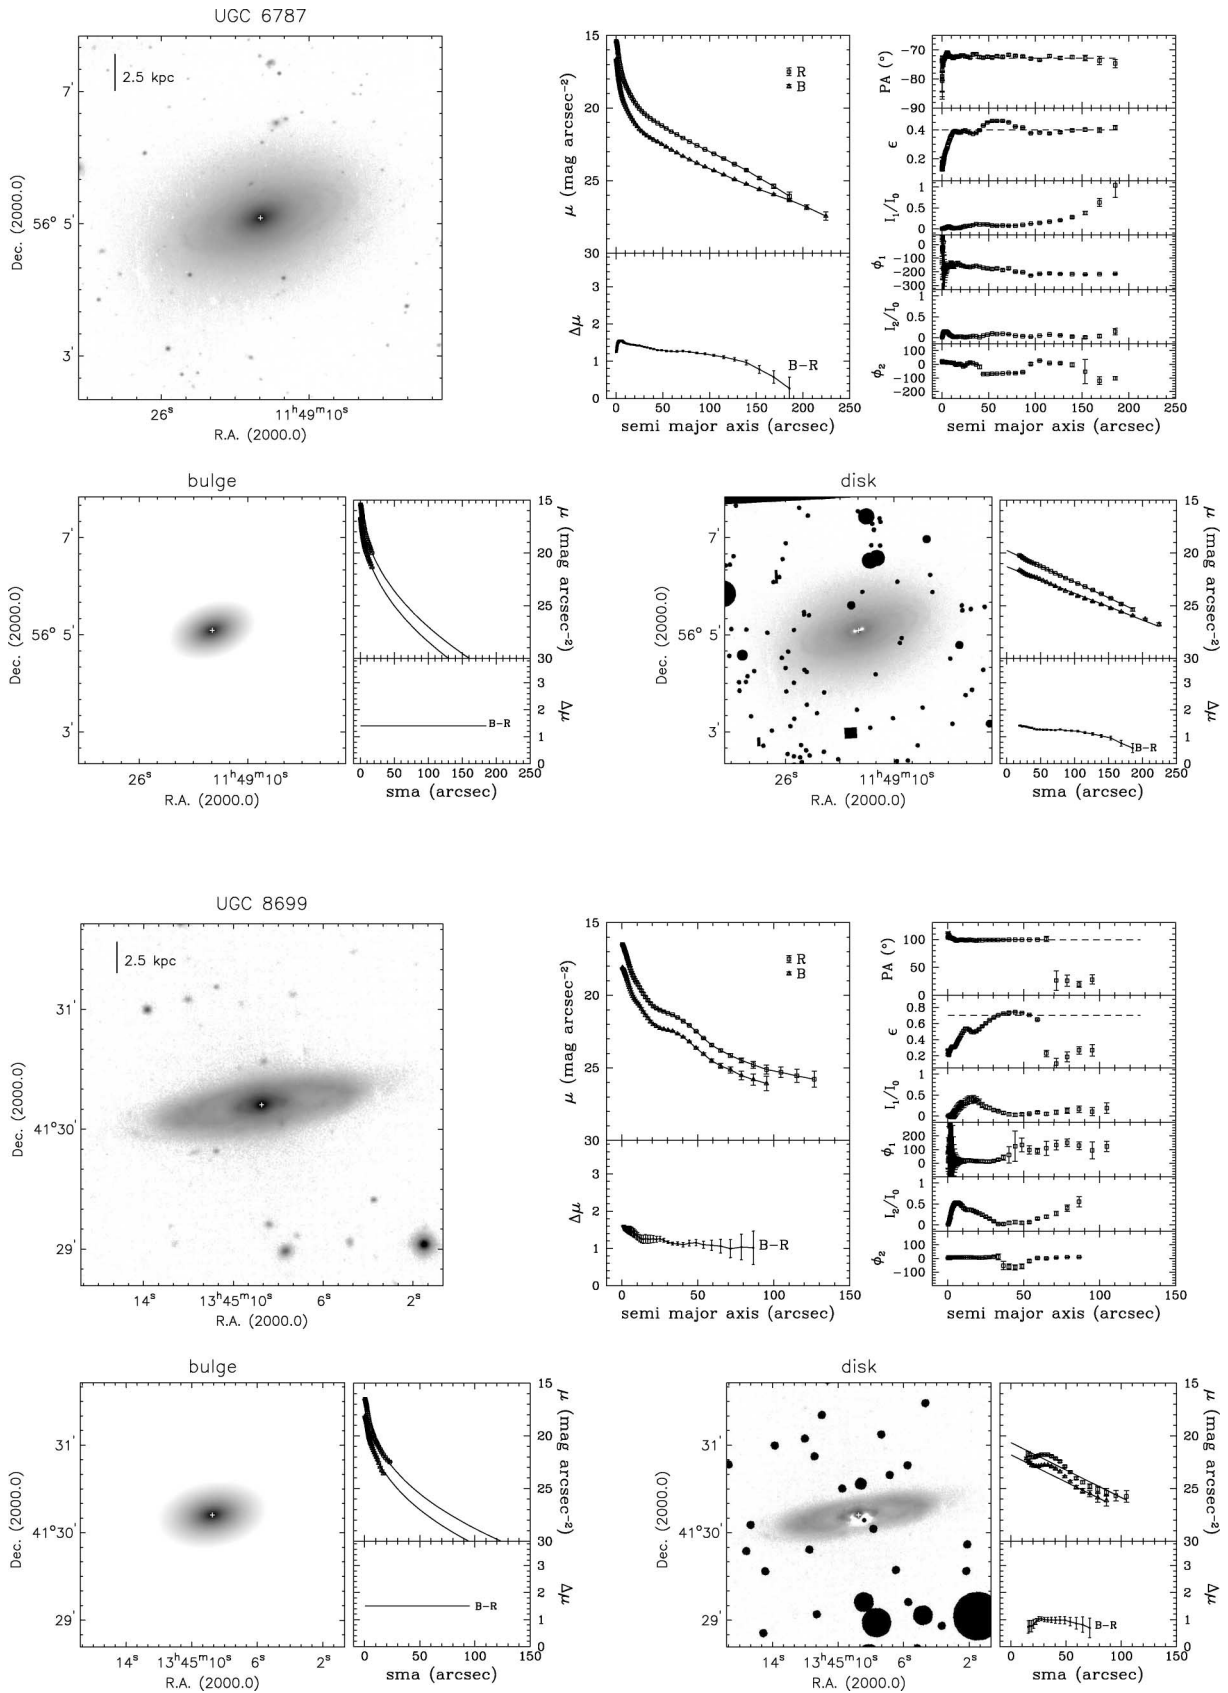 UGC 6787
2.5 kpc
7'
56° 5'
3'
Dec. (2000.0)
26ˢ
11ʰ49ᵐ10ˢ
R.A. (2000.0)
15
20
25
30
μ (mag arcsec⁻²)
R
B
3
2
1
0
Δμ
B-R
0 50 100 150 200 250
semi major axis (arcsec)
-70
-80
-90
PA (°)
0.4
0.2
ε
1
0.5
0
I₁/I₀
0
-100
-200
-300
ϕ₁
1
0.5
0
I₂/I₀
100
0
-100
ϕ₂
0 50 100 150 200 250
semi major axis (arcsec)
bulge
7'
56° 5'
3'
Dec. (2000.0)
26ˢ
11ʰ49ᵐ10ˢ
R.A. (2000.0)
15
20
25
30
μ (mag arcsec⁻²)
3
2
1
0
Δμ
B-R
0 50 100 150 200 250
sma (arcsec)
disk
7'
56° 5'
3'
Dec. (2000.0)
26ˢ
11ʰ49ᵐ10ˢ
R.A. (2000.0)
15
20
25
30
μ (mag arcsec⁻²)
3
2
1
0
Δμ
B-R
0 50 100 150 200 250
sma (arcsec)
UGC 8699
2.5 kpc
31'
41°30'
29'
Dec. (2000.0)
14ˢ
13ʰ45ᵐ10ˢ
6ˢ
2ˢ
R.A. (2000.0)
15
20
25
30
μ (mag arcsec⁻²)
R
B
3
2
1
0
Δμ
B-R
0 50 100 150
semi major axis (arcsec)
100
50
0
PA (°)
0.8
0.6
0.4
0.2
ε
1
0.5
0
I₁/I₀
200
100
0
ϕ₁
1
0.5
0
I₂/I₀
100
0
-100
ϕ₂
0 50 100 150
semi major axis (arcsec)
bulge
31'
41°30'
29'
Dec. (2000.0)
14ˢ
13ʰ45ᵐ10ˢ
6ˢ
2ˢ
R.A. (2000.0)
15
20
25
30
μ (mag arcsec⁻²)
3
2
1
0
Δμ
B-R
0 50 100 150
sma (arcsec)
disk
31'
41°30'
29'
Dec. (2000.0)
14ˢ
13ʰ45ᵐ10ˢ
6ˢ
2ˢ
R.A. (2000.0)
15
20
25
30
μ (mag arcsec⁻²)
3
2
1
0
Δμ
B-R
0 50 100 150
sma (arcsec)